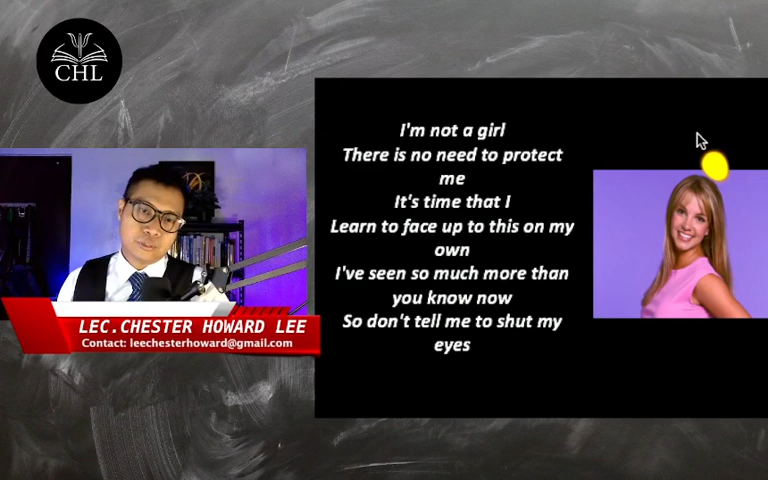 CHL
I'm not a girl
There is no need to protect
me
It's time that I
Learn to face up to this on my
own
I've seen so much more than
you know now
So don't tell me to shut my
eyes
LEC.CHESTER HOWARD LEE
Contact: leechesterhoward@gmail.com